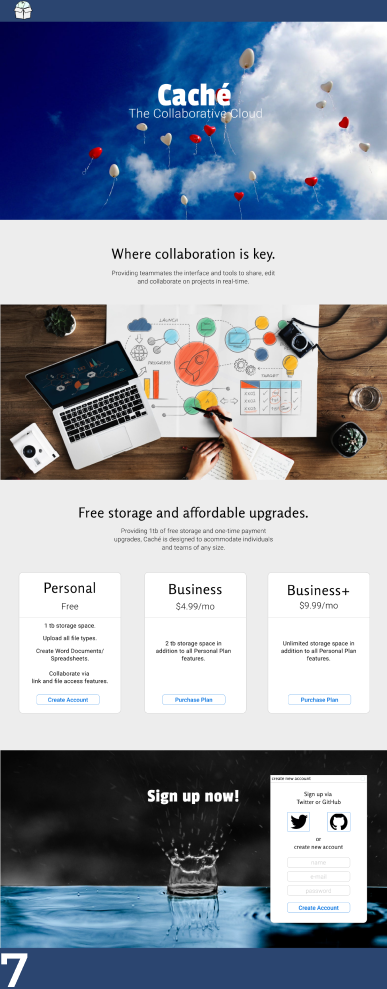 Caché
The Collaborative Cloud
Where collaboration is key.
Providing teammates the interface and tools to share, edit
and collaborate on projects in real-time.
LAUNCH
PROGRESS
TARGET
Free storage and affordable upgrades.
Providing 1tb of free storage and one-time payment
upgrades, Caché is designed to accommodate individuals
and teams of any size.
Personal
Free
1 tb storage space.
Upload all file types.
Create Word Documents/
Spreadsheets.
Collaborate via
link and file access features.
Create Account
Business
$4.99/mo
2 tb storage space in
addition to all Personal Plan
features.
Purchase Plan
Business+
$9.99/mo
Unlimited storage space in
addition to all Personal Plan
features.
Purchase Plan
Sign up now!
create new account
Sign up via
Twitter or GitHub
or
create new account
name
e-mail
password
Create Account
7